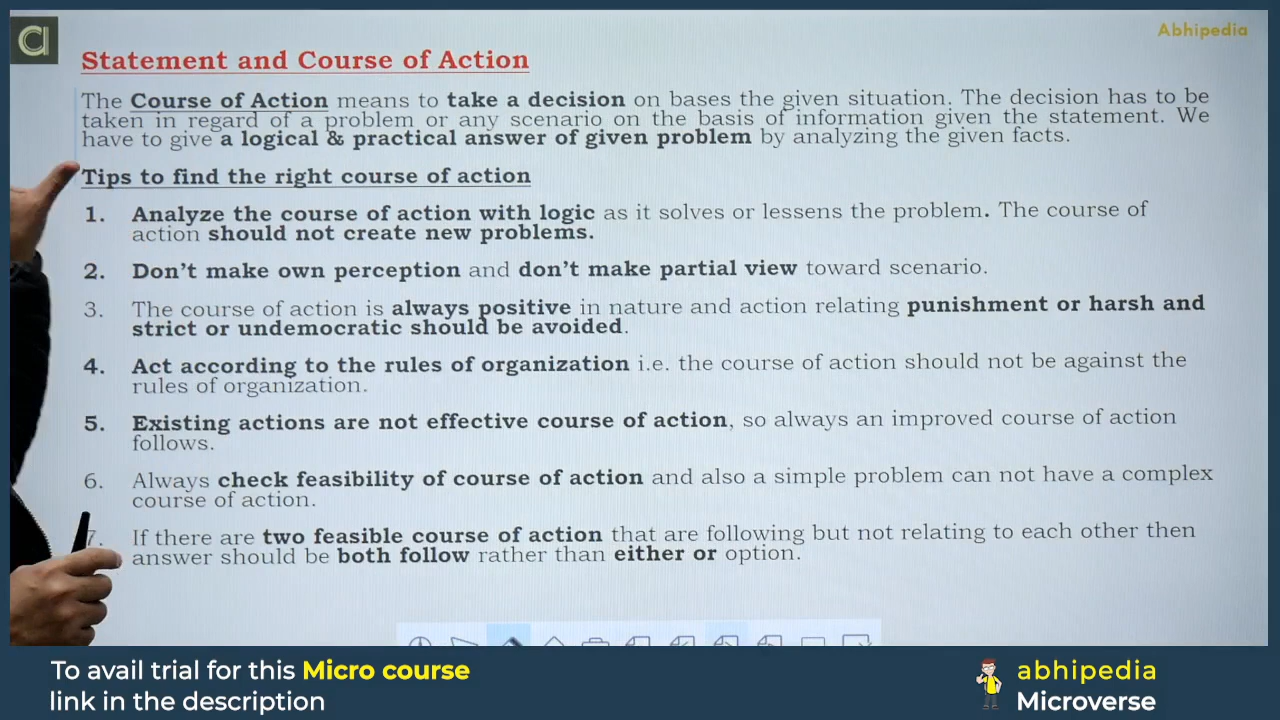 Abhipedia
Statement and Course of Action
The Course of Action means to take a decision on bases the given situation. The decision has to be
taken in regard of a problem or any scenario on the basis of information given the statement. We
have to give a logical & practical answer of given problem by analyzing the given facts.
Tips to find the right course of action
1. Analyze the course of action with logic as it solves or lessens the problem. The course of
action should not create new problems.
2. Don't make own perception and don't make partial view toward scenario.
3. The course of action is always positive in nature and action relating punishment or harsh and
strict or undemocratic should be avoided.
4. Act according to the rules of organization i.e. the course of action should not be against the
rules of organization.
5. Existing actions are not effective course of action, so always an improved course of action
follows.
6. Always check feasibility of course of action and also a simple problem can not have a complex
course of action.
7. If there are two feasible course of action that are following but not relating to each other then
answer should be both follow rather than either or option.
To avail trial for this Micro course
link in the description
abhipedia
Microverse